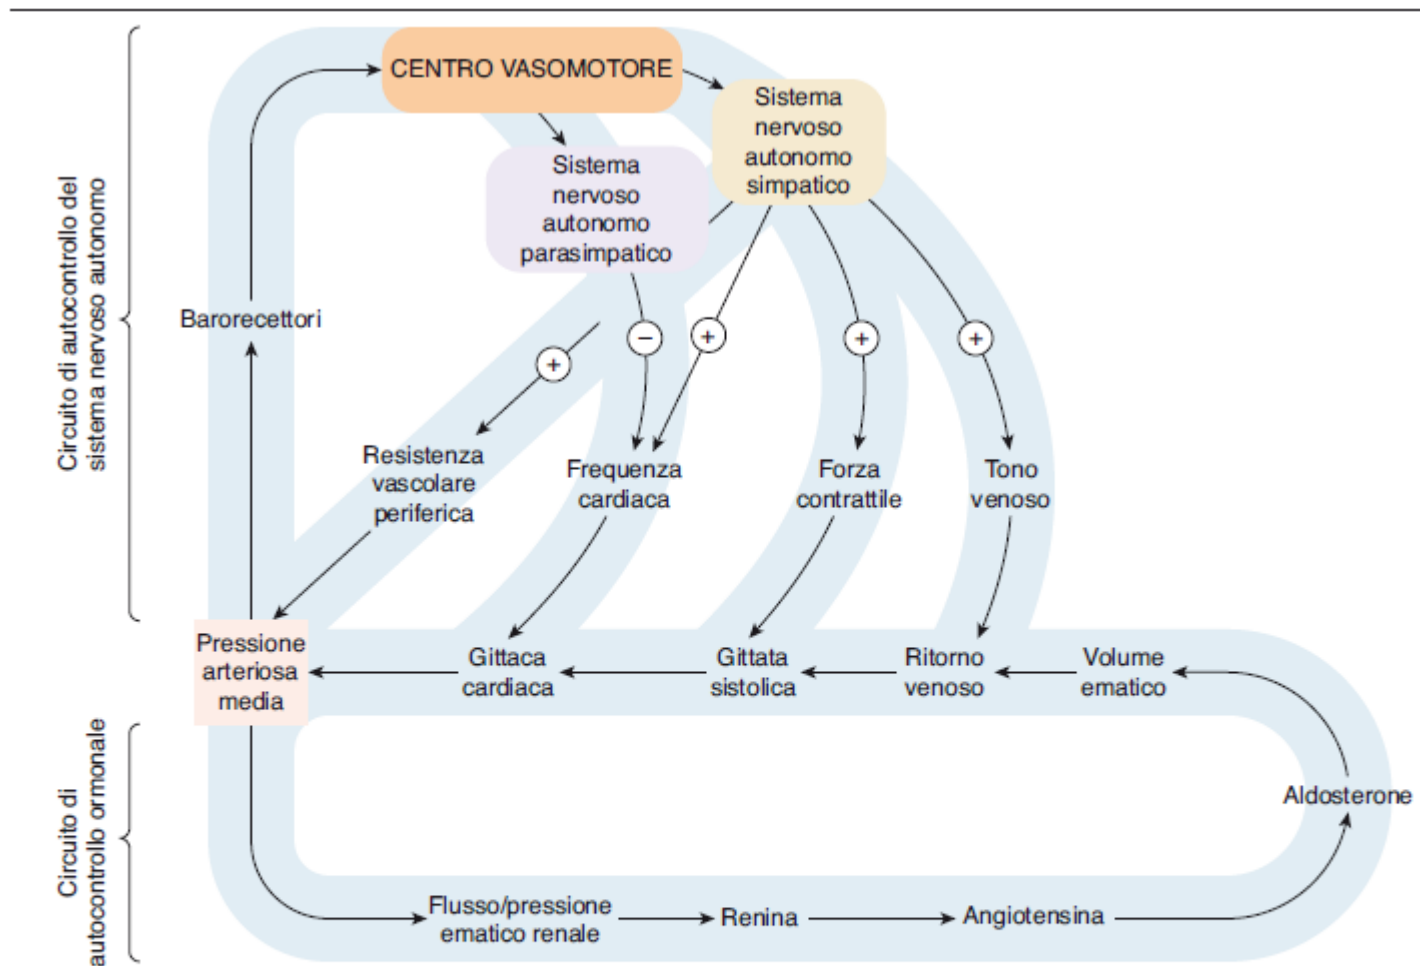 CENTRO VASOMOTORE
Sistema
nervoso
autonomo
simpatico
Sistema
nervoso
autonomo
parasimpatico
Circuito di autocontrollo del
sistema nervoso autonomo
Barorecettori
+
−
+
+
+
Resistenza
vascolare
periferica
Frequenza
cardiaca
Forza
contrattile
Tono
venoso
Pressione
arteriosa
media
Gittaca
cardiaca
Gittata
sistolica
Ritorno
venoso
Volume
ematico
Circuito di
autocontrollo ormonale
Aldosterone
Flusso/pressione
ematico renale
Renina
Angiotensina